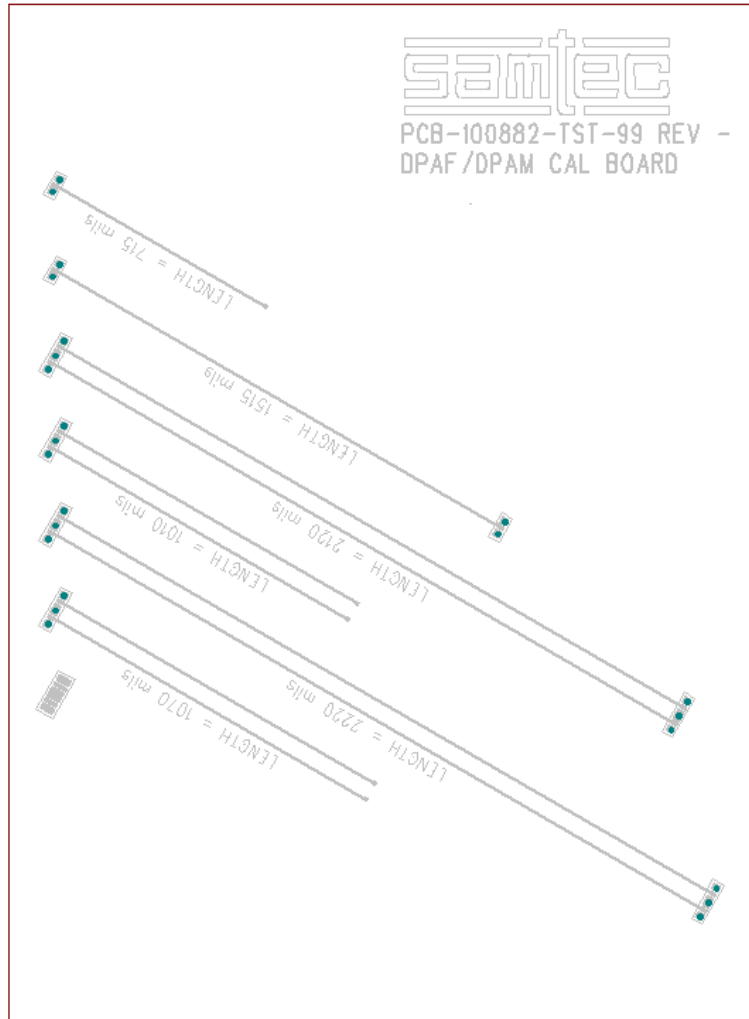 samtec
PCB-100882-TST-99 REV -
DPAF/DPAM CAL BOARD
LENGTH = 715 mils
LENGTH = 1515 mils
LENGTH = 2120 mils
LENGTH = 1010 mils
LENGTH = 2220 mils
LENGTH = 1070 mils